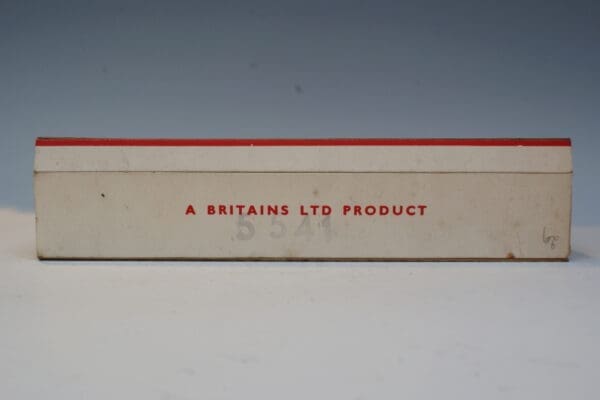 A BRITAINS LTD PRODUCT
5541